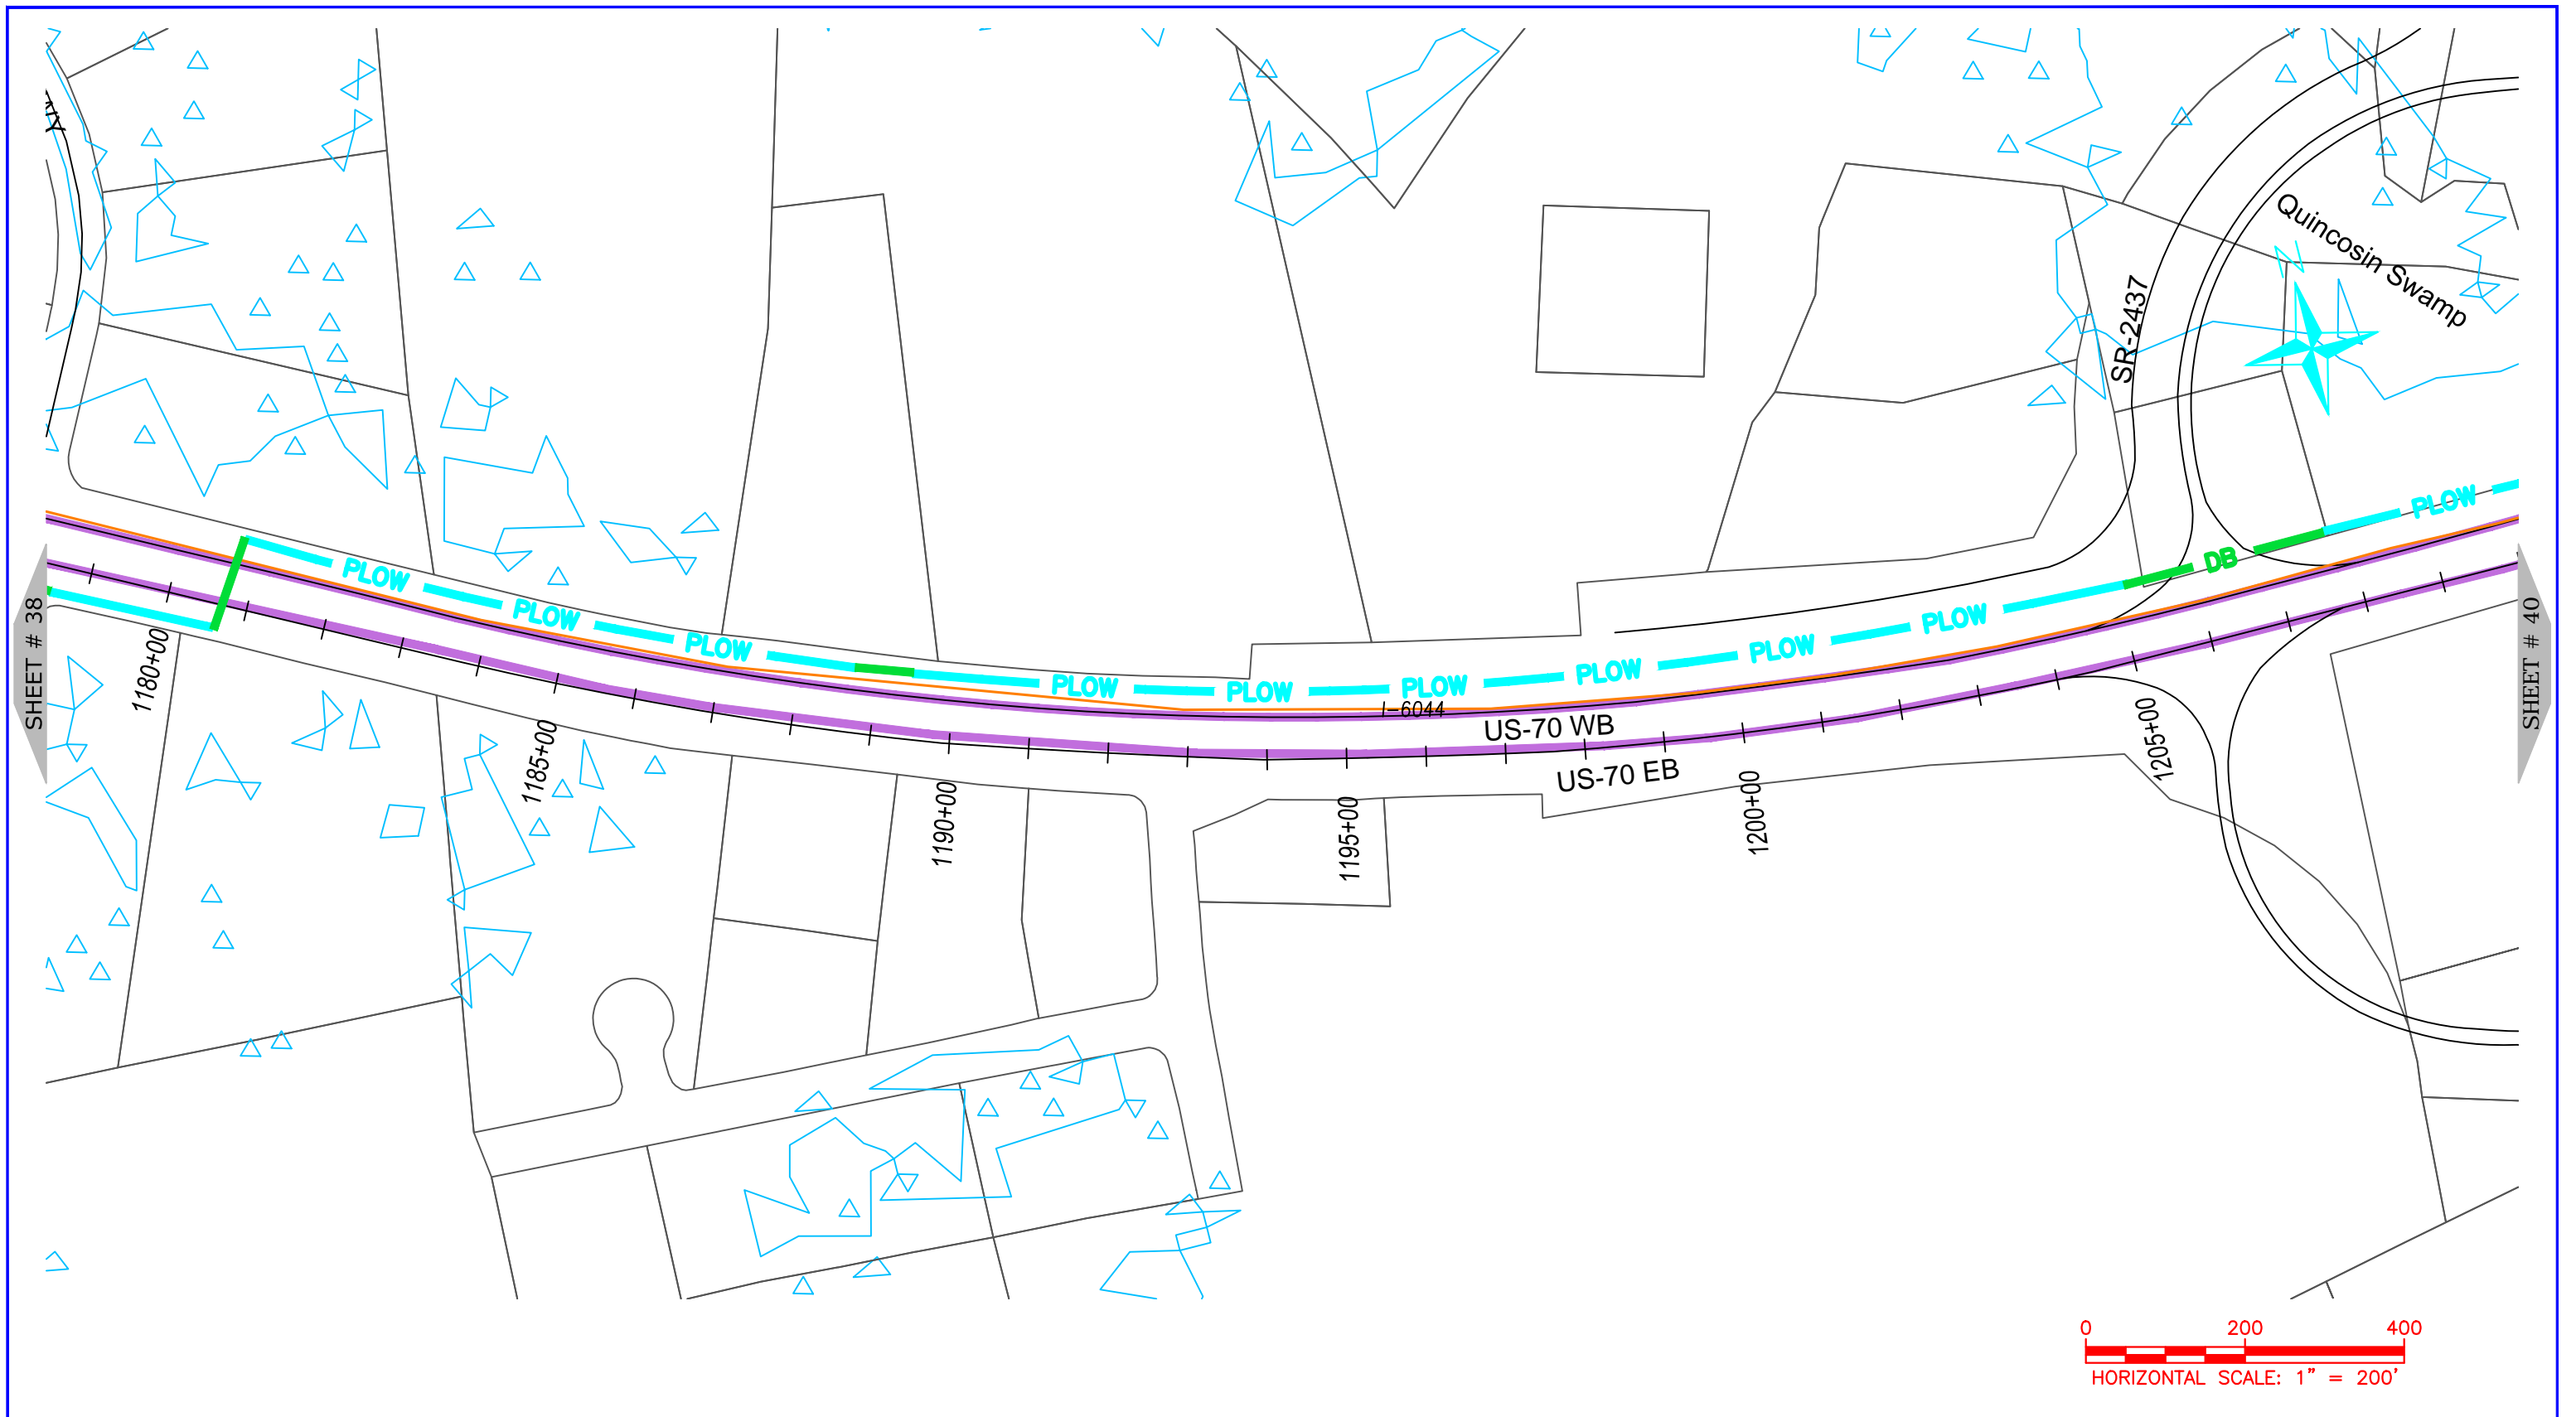 Quincosin Swamp
N
SR-2437
PLOW
DB
PLOW
PLOW
PLOW
PLOW
PLOW
PLOW
PLOW
PLOW
PLOW
PLOW
I-6044
US-70 WB
US-70 EB
SHEET # 38
SHEET # 40
1180+00
1185+00
1190+00
1195+00
1200+00
1205+00
0 200 400
HORIZONTAL SCALE: 1" = 200'